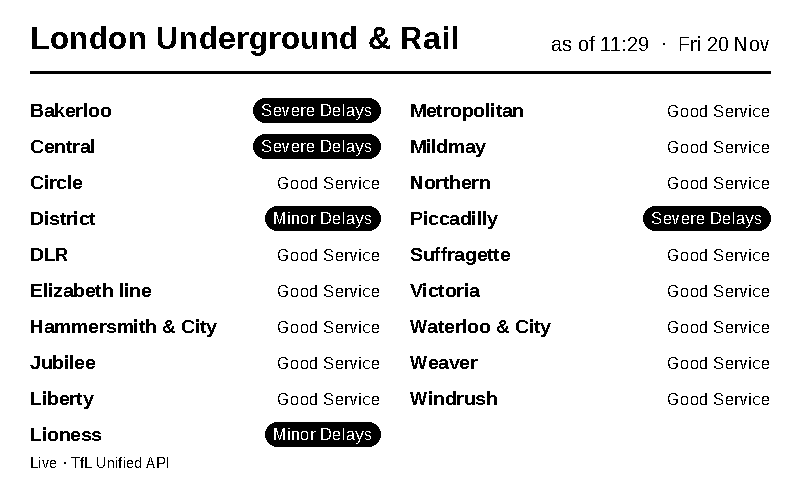 London Underground & Rail
as of 11:29 · Fri 20 Nov
Bakerloo Severe Delays
Central Severe Delays
Circle Good Service
District Minor Delays
DLR Good Service
Elizabeth line Good Service
Hammersmith & City Good Service
Jubilee Good Service
Liberty Good Service
Lioness Minor Delays
Metropolitan Good Service
Mildmay Good Service
Northern Good Service
Piccadilly Severe Delays
Suffragette Good Service
Victoria Good Service
Waterloo & City Good Service
Weaver Good Service
Windrush Good Service
Live · TfL Unified API